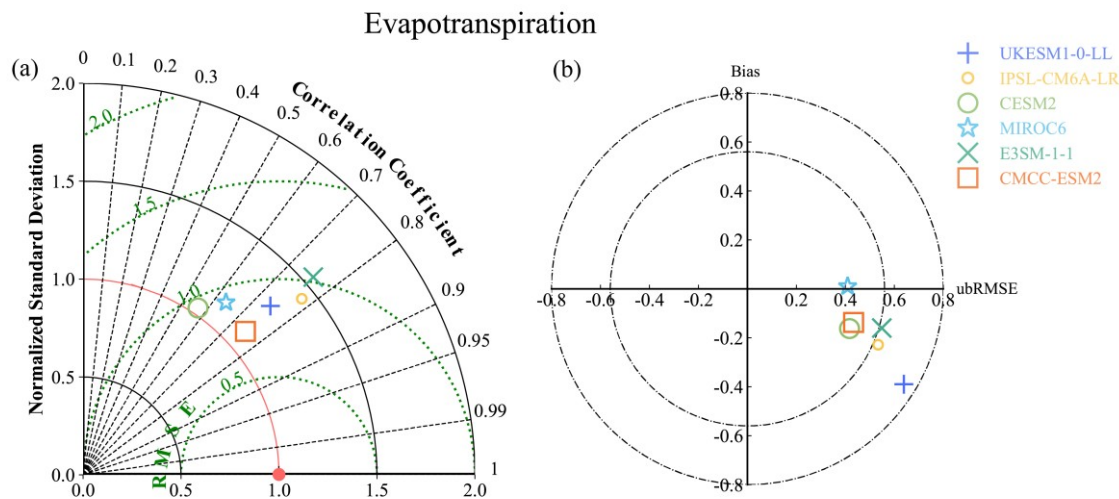 Evapotranspiration
(a)
0
0.1
0.2
0.3
0.4
0.5
0.6
0.7
0.8
0.9
0.95
0.99
1
Correlation Coefficient
Normalized Standard Deviation
2.0
1.5
1.0
0.5
0.0
0.0 0.5 1.0 1.5 2.0
2.0
1.5
1.0
0.5
RMSE
(b)
Bias
0.8
0.6
0.4
0.2
-0.8 -0.6 -0.4 -0.2 0.2 0.4 0.6 0.8
ubRMSE
-0.2
-0.4
-0.6
-0.8
UKESM1-0-LL
IPSL-CM6A-LR
CESM2
MIROC6
E3SM-1-1
CMCC-ESM2